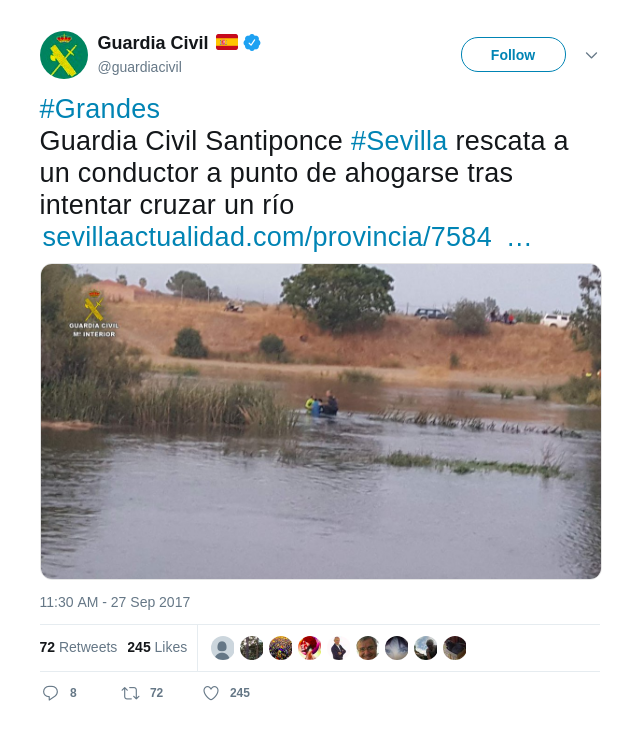 Guardia Civil 🇪🇸
@guardiacivil
Follow
#Grandes
Guardia Civil Santiponce #Sevilla rescata a
un conductor a punto de ahogarse tras
intentar cruzar un río
sevillaactualidad.com/provincia/7584 …
GUARDIA CIVIL
Mº INTERIOR
11:30 AM - 27 Sep 2017
72 Retweets 245 Likes
8 72 245